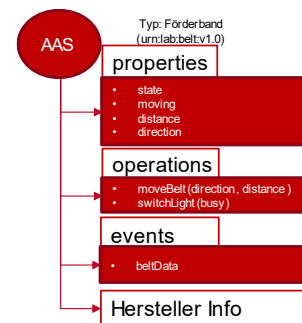 Typ: Förderband
(urn:lab:belt:v1.0)
AAS
properties
• state
• moving
• distance
• direction
operations
• moveBelt(direction, distance)
• switchLight(busy)
events
• beltData
Hersteller Info